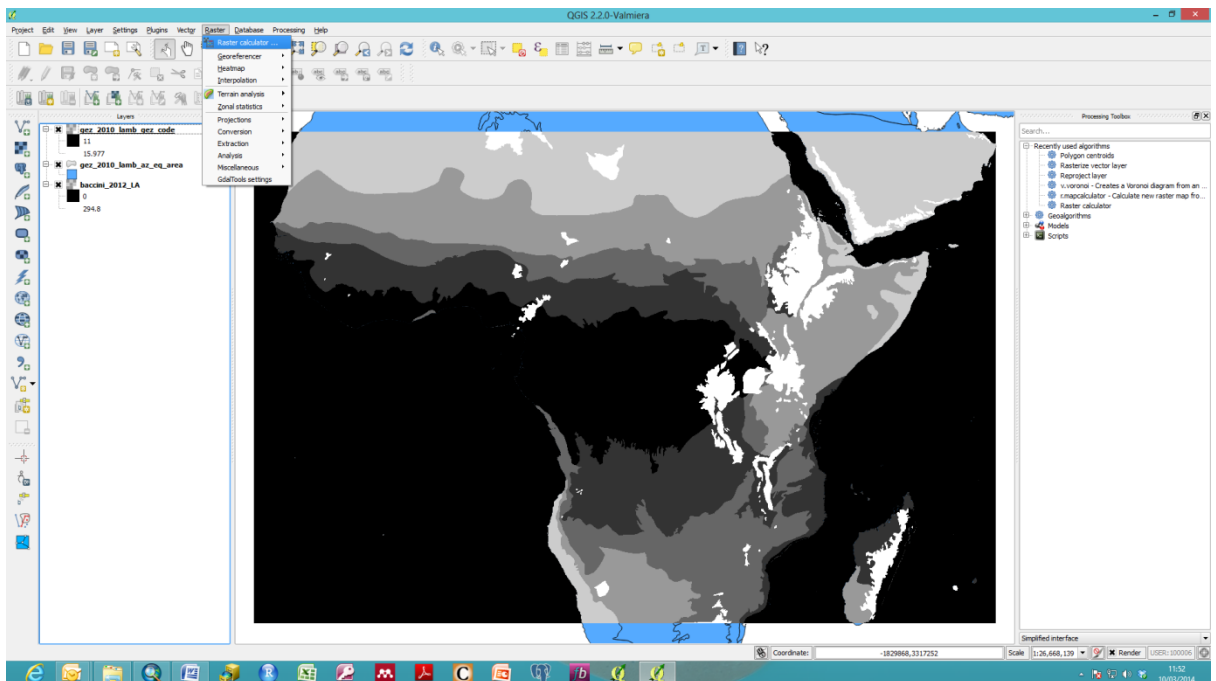 QGIS 2.2.0-Valmiera
Project Edit View Layer Settings Plugins Vector Raster Database Processing Help
Raster calculator ...
Georeferencer
Heatmap
Interpolation
Terrain analysis
Zonal statistics
Projections
Conversion
Extraction
Analysis
Miscellaneous
GdalTools settings
Layers
gez_2010_lamb_gez_code
11
15.977
gez_2010_lamb_az_eq_area
baccini_2012_LA
0
294.8
Processing Toolbox
Search...
Recently used algorithms
Polygon centroids
Rasterize vector layer
Reproject layer
v.voronoi - Creates a Voronoi diagram from an ...
r.mapcalculator - Calculate new raster map fro...
Raster calculator
Geoalgorithms
Models
Scripts
Simplified interface
Coordinate: -1829868,3317252 Scale 1:26,668,139 Render USER:100006
11:52
10/03/2014